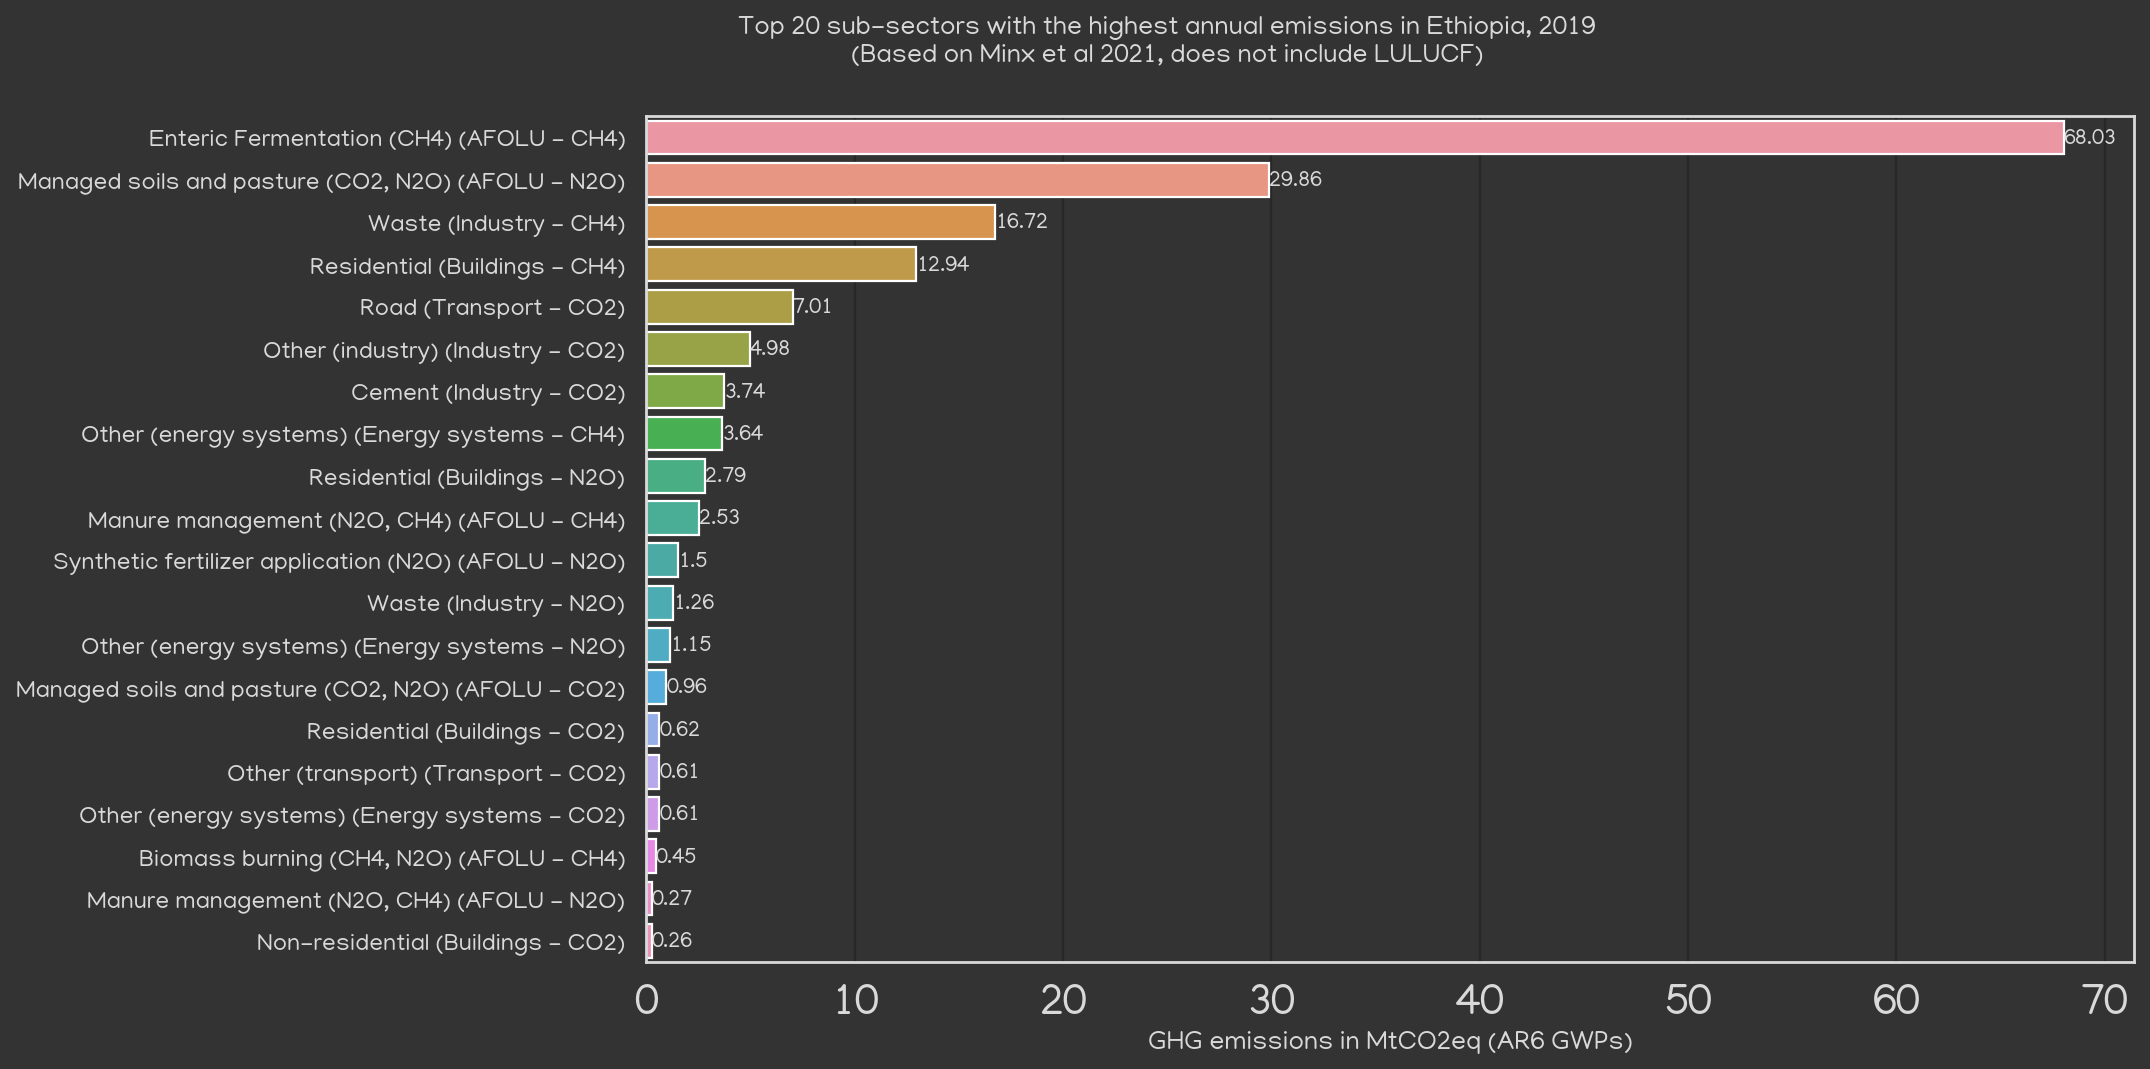 Top 20 sub-sectors with the highest annual emissions in Ethiopia, 2019
(Based on Minx et al 2021, does not include LULUCF)
Enteric Fermentation (CH4) (AFOLU - CH4) 68.03
Managed soils and pasture (CO2, N2O) (AFOLU - N2O) 29.86
Waste (Industry - CH4) 16.72
Residential (Buildings - CH4) 12.94
Road (Transport - CO2) 7.01
Other (industry) (Industry - CO2) 4.98
Cement (Industry - CO2) 3.74
Other (energy systems) (Energy systems - CH4) 3.64
Residential (Buildings - N2O) 2.79
Manure management (N2O, CH4) (AFOLU - CH4) 2.53
Synthetic fertilizer application (N2O) (AFOLU - N2O) 1.5
Waste (Industry - N2O) 1.26
Other (energy systems) (Energy systems - N2O) 1.15
Managed soils and pasture (CO2, N2O) (AFOLU - CO2) 0.96
Residential (Buildings - CO2) 0.62
Other (transport) (Transport - CO2) 0.61
Other (energy systems) (Energy systems - CO2) 0.61
Biomass burning (CH4, N2O) (AFOLU - CH4) 0.45
Manure management (N2O, CH4) (AFOLU - N2O) 0.27
Non-residential (Buildings - CO2) 0.26
0 10 20 30 40 50 60 70
GHG emissions in MtCO2eq (AR6 GWPs)